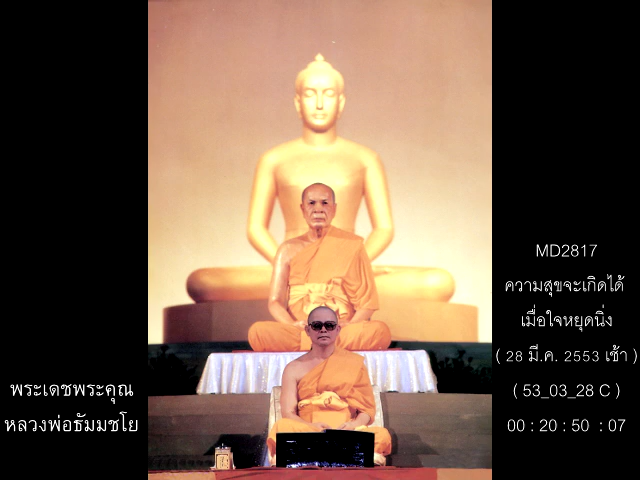 พระเดชพระคุณ
หลวงพ่อธัมมชโย
MD2817
ความสุขจะเกิดได้
เมื่อใจหยุดนิ่ง
( 28 มี.ค. 2553 เช้า )
( 53_03_28 C )
00 : 20 : 50 : 07